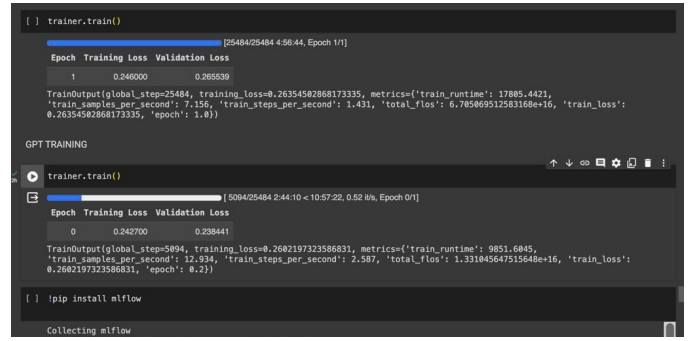 [ ] trainer.train()
[25484/25484 4:56:44, Epoch 1/1]
Epoch Training Loss Validation Loss
1 0.246000 0.265539
TrainOutput(global_step=25484, training_loss=0.26354502868173335, metrics={'train_runtime': 17805.4421,
'train_samples_per_second': 7.156, 'train_steps_per_second': 1.431, 'total_flos': 6.705069512583168e+16, 'train_loss':
0.26354502868173335, 'epoch': 1.0})
GPT TRAINING
trainer.train()
[ 5094/25484 2:44:10 < 10:57:22, 0.52 it/s, Epoch 0/1]
Epoch Training Loss Validation Loss
0 0.242700 0.238441
TrainOutput(global_step=5094, training_loss=0.2602197323586831, metrics={'train_runtime': 9851.6045,
'train_samples_per_second': 12.934, 'train_steps_per_second': 2.587, 'total_flos': 1.331045647515648e+16, 'train_loss':
0.2602197323586831, 'epoch': 0.2})
[ ] !pip install mlflow
Collecting mlflow